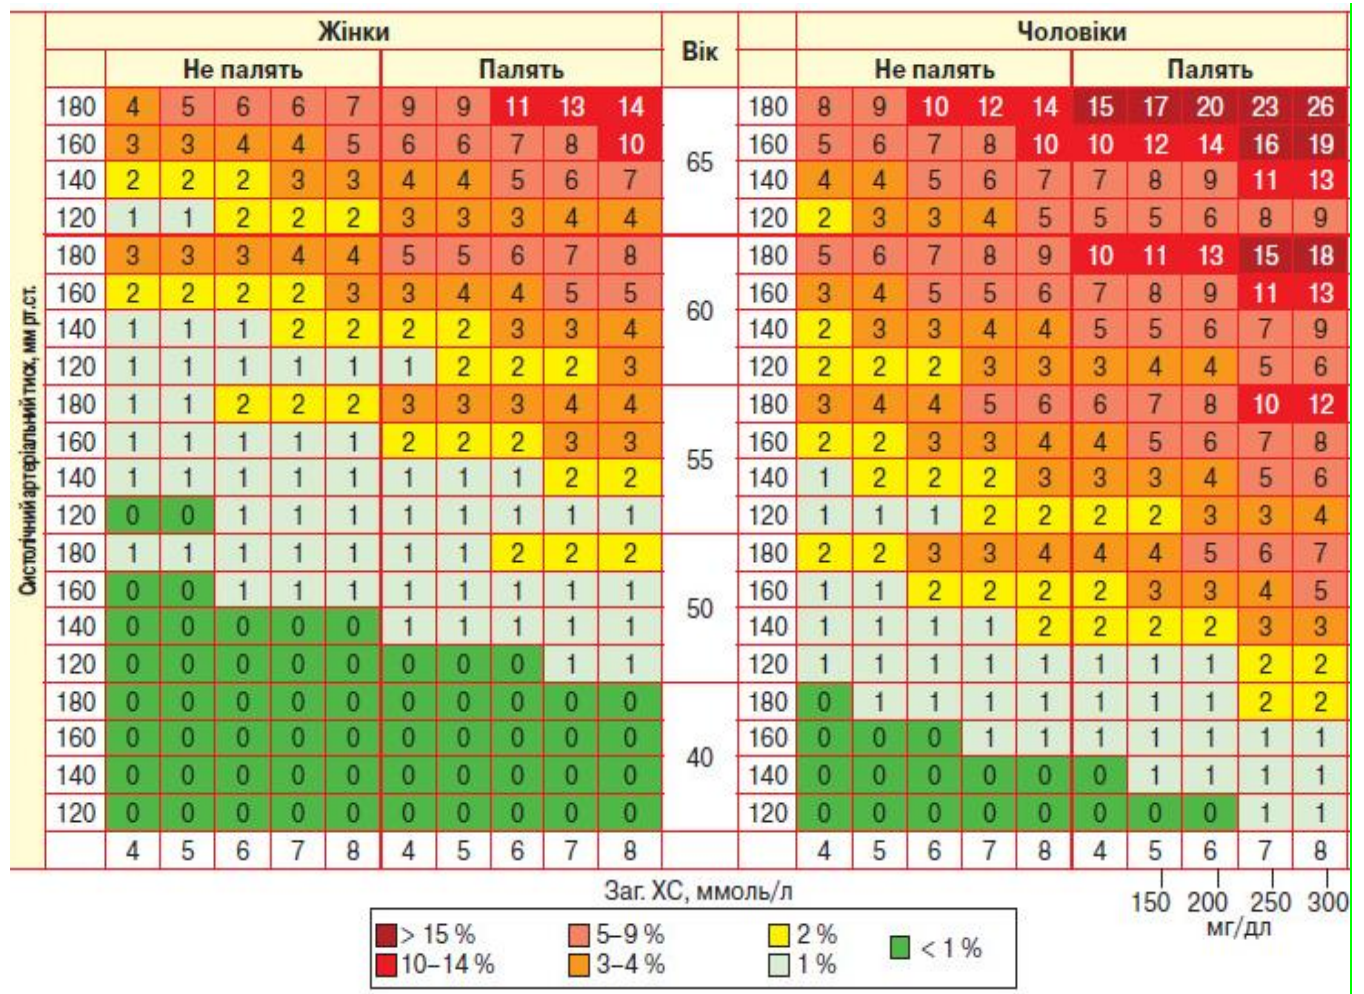 Жінки Вік Чоловіки
Не палять Палять Не палять Палять
Систолічний артеріальний тиск, мм рт.ст.
180 4 5 6 6 7 9 9 11 13 14 65 180 8 9 10 12 14 15 17 20 23 26
160 3 3 4 4 5 6 6 7 8 10 160 5 6 7 8 10 10 12 14 16 19
140 2 2 2 3 3 4 4 5 6 7 140 4 4 5 6 7 7 8 9 11 13
120 1 1 2 2 2 3 3 3 4 4 120 2 3 3 4 5 5 5 6 8 9
180 3 3 3 4 4 5 5 6 7 8 60 180 5 6 7 8 9 10 11 13 15 18
160 2 2 2 2 3 3 4 4 5 5 160 3 4 5 5 6 7 8 9 11 13
140 1 1 1 2 2 2 2 3 3 4 140 2 3 3 4 4 5 5 6 7 9
120 1 1 1 1 1 1 2 2 2 3 120 2 2 2 3 3 3 4 4 5 6
180 1 1 2 2 2 3 3 3 4 4 55 180 3 4 4 5 6 6 7 8 10 12
160 1 1 1 1 1 2 2 2 3 3 160 2 2 3 3 4 4 5 6 7 8
140 1 1 1 1 1 1 1 1 2 2 140 1 2 2 2 3 3 3 4 5 6
120 0 0 1 1 1 1 1 1 1 1 120 1 1 1 2 2 2 2 3 3 4
180 1 1 1 1 1 1 1 2 2 2 50 180 2 2 3 3 4 4 4 5 6 7
160 0 0 1 1 1 1 1 1 1 1 160 1 1 2 2 2 2 3 3 4 5
140 0 0 0 0 0 1 1 1 1 1 140 1 1 1 1 2 2 2 2 3 3
120 0 0 0 0 0 0 0 0 1 1 120 1 1 1 1 1 1 1 1 2 2
180 0 0 0 0 0 0 0 0 0 0 40 180 0 1 1 1 1 1 1 1 2 2
160 0 0 0 0 0 0 0 0 0 0 160 0 0 0 1 1 1 1 1 1 1
140 0 0 0 0 0 0 0 0 0 0 140 0 0 0 0 0 0 1 1 1 1
120 0 0 0 0 0 0 0 0 0 0 120 0 0 0 0 0 0 0 0 1 1
4 5 6 7 8 4 5 6 7 8 4 5 6 7 8 4 5 6 7 8
Заг. ХС, ммоль/л
150 200 250 300
мг/дл
> 15 % 5–9 % 2 % < 1 %
10–14 % 3–4 % 1 %